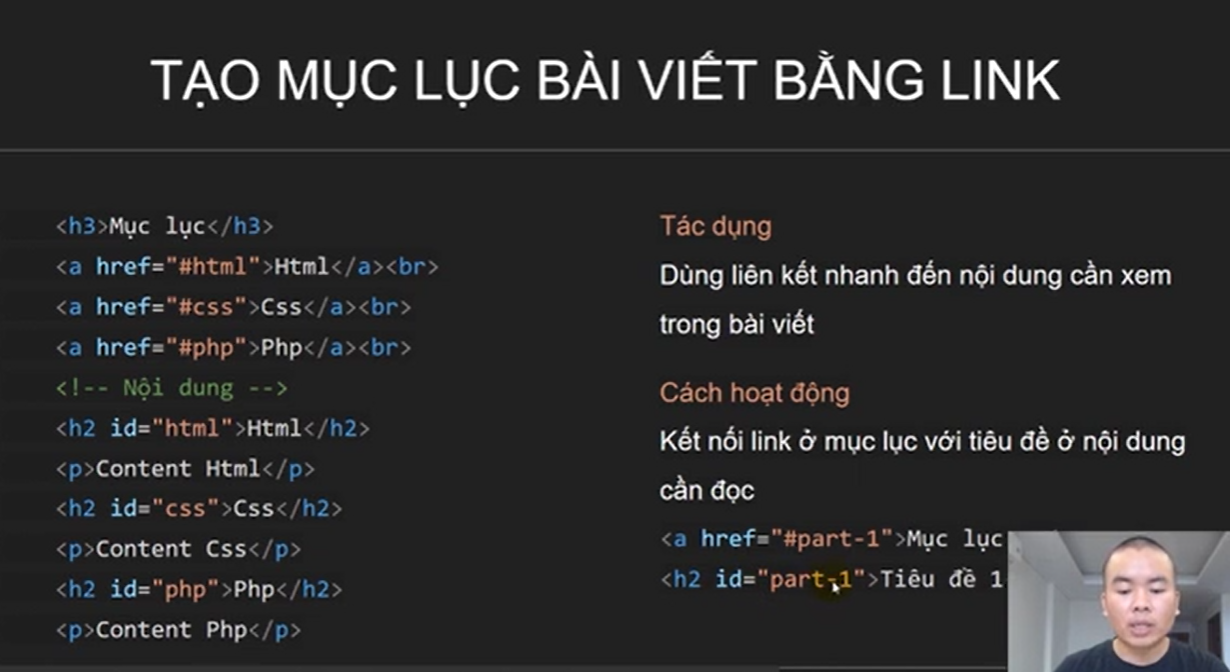 TẠO MỤC LỤC BÀI VIẾT BẰNG LINK
<h3>Mục lục</h3>
<a href="#html">Html</a><br>
<a href="#css">Css</a><br>
<a href="#php">Php</a><br>
<!-- Nội dung -->
<h2 id="html">Html</h2>
<p>Content Html</p>
<h2 id="css">Css</h2>
<p>Content Css</p>
<h2 id="php">Php</h2>
<p>Content Php</p>
Tác dụng
Dùng liên kết nhanh đến nội dung cần xem
trong bài viết
Cách hoạt động
Kết nối link ở mục lục với tiêu đề ở nội dung
cần đọc
<a href="#part-1">Mục lục
<h2 id="part-1">Tiêu đề 1